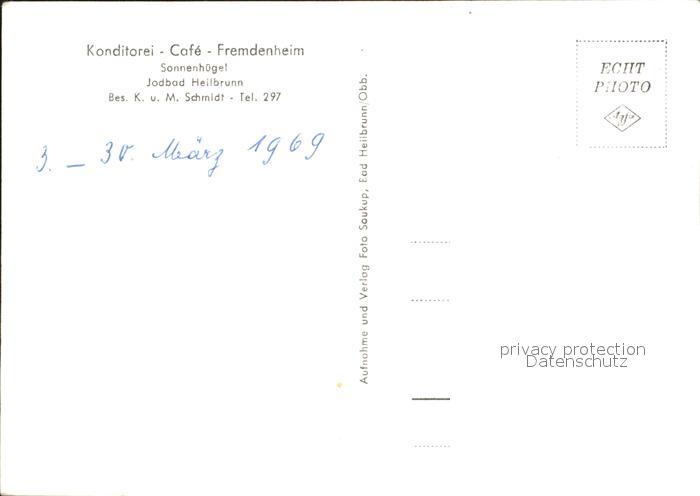 Konditorei - Café - Fremdenheim
Sonnenhügel
Jodbad Heilbrunn
Bes. K. u. M. Schmidt - Tel. 297
3. – 30. März 1969
Aufnahme und Verlag Foto Soukup, Bad Heilbrunn/Obb.
ECHT
PHOTO
Agfa
privacy protection
Datenschutz